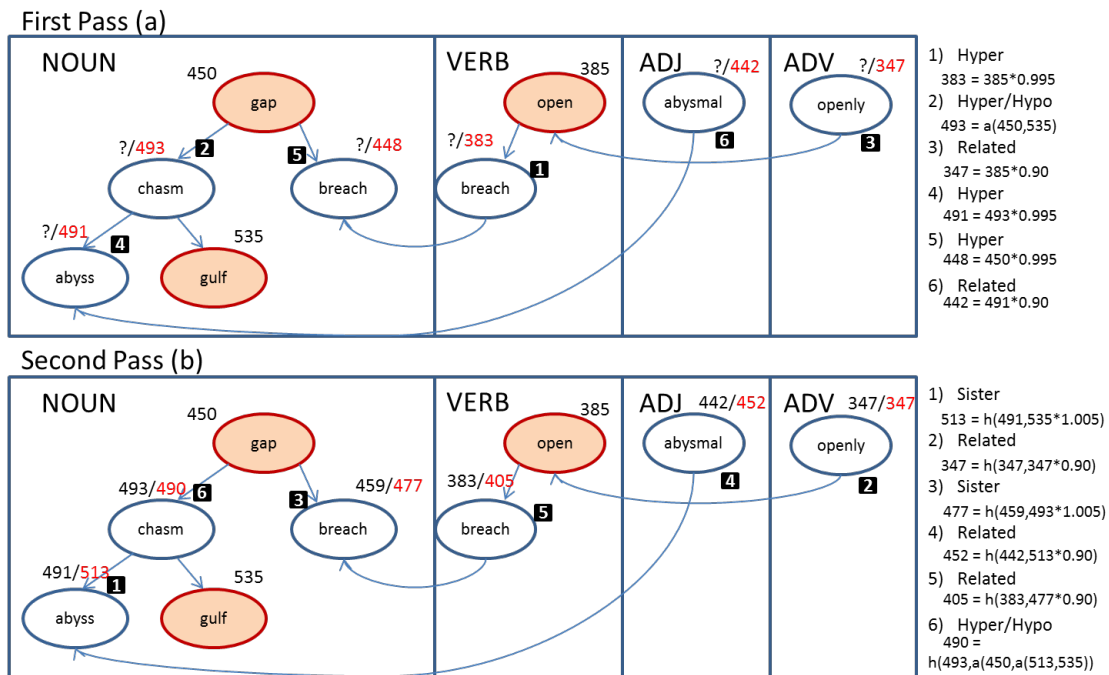 First Pass (a)
NOUN
VERB
ADJ
ADV
450
gap
385
open
?/442
abysmal
6
?/347
openly
3
?/493
2
chasm
5
?/448
breach
?/383
1
breach
?/491
4
abyss
535
gulf
1) Hyper
383 = 385*0.995
2) Hyper/Hypo
493 = a(450,535)
3) Related
347 = 385*0.90
4) Hyper
491 = 493*0.995
5) Hyper
448 = 450*0.995
6) Related
442 = 491*0.90
Second Pass (b)
NOUN
VERB
ADJ
ADV
450
gap
385
open
442/452
abysmal
4
347/347
openly
2
493/490
6
chasm
3
459/477
breach
383/405
5
breach
491/513
1
abyss
535
gulf
1) Sister
513 = h(491,535*1.005)
2) Related
347 = h(347,347*0.90)
3) Sister
477 = h(459,493*1.005)
4) Related
452 = h(442,513*0.90)
5) Related
405 = h(383,477*0.90)
6) Hyper/Hypo
490 =
h(493,a(450,a(513,535))